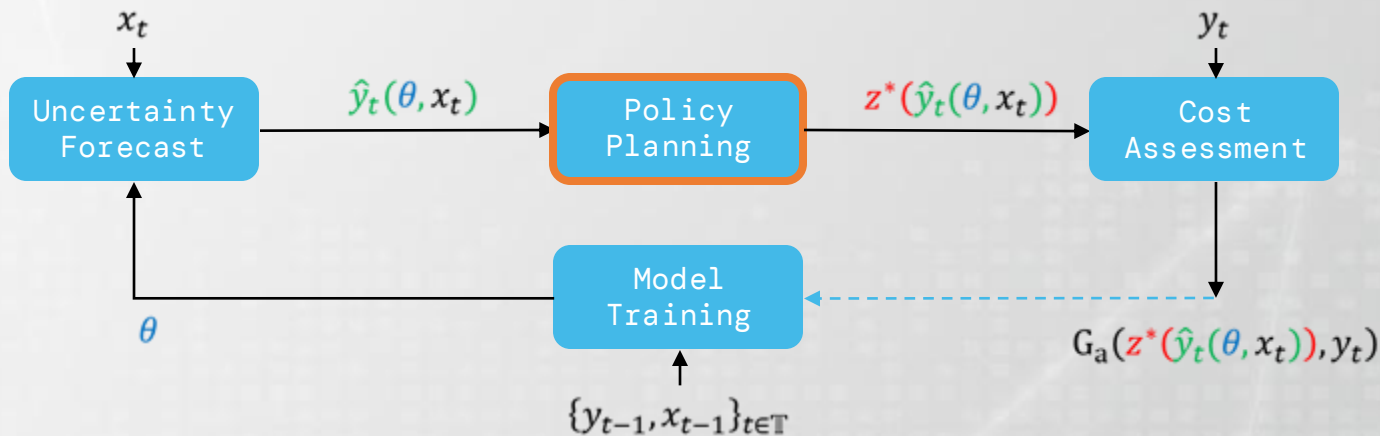 x_t
y_t
Uncertainty
Forecast
ŷ_t(θ, x_t)
Policy
Planning
z*(ŷ_t(θ, x_t))
Cost
Assessment
Model
Training
θ
G_a(z*(ŷ_t(θ, x_t)), y_t)
{y_{t−1}, x_{t−1}}_{t∈𝕋}